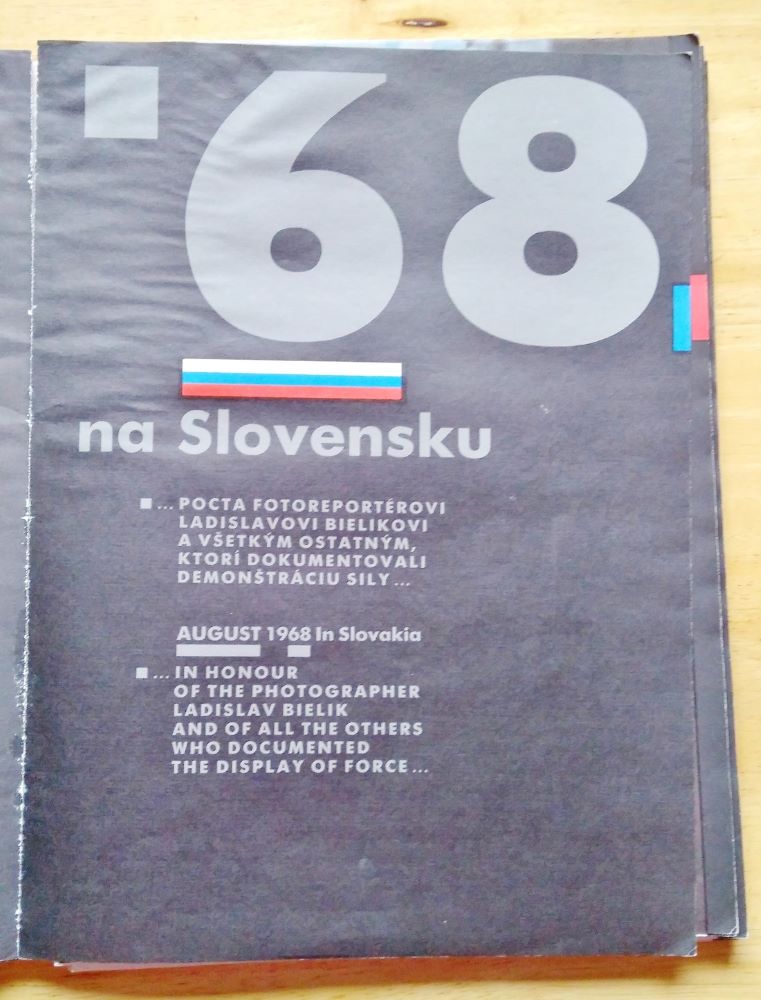 '68
na Slovensku
... POCTA FOTOREPORTÉROVI
LADISLAVOVI BIELIKOVI
A VŠETKÝM OSTATNÝM,
KTORÍ DOKUMENTOVALI
DEMONŠTRÁCIU SILY ...
AUGUST 1968 In Slovakia
... IN HONOUR
OF THE PHOTOGRAPHER
LADISLAV BIELIK
AND OF ALL THE OTHERS
WHO DOCUMENTED
THE DISPLAY OF FORCE ...